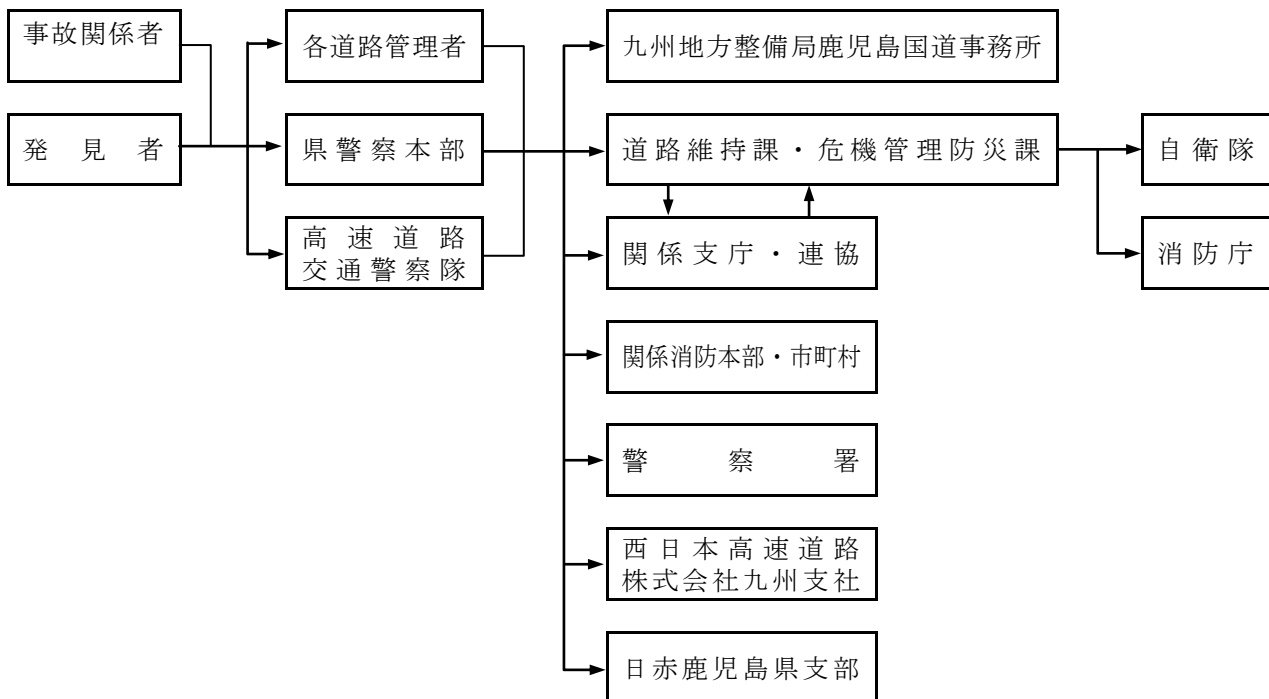 事故関係者
発見者
各道路管理者
県警察本部
高速道路
交通警察隊
九州地方整備局鹿児島国道事務所
道路維持課・危機管理防災課
関係支庁・連協
関係消防本部・市町村
警察署
西日本高速道路
株式会社九州支社
日赤鹿児島県支部
自衛隊
消防庁